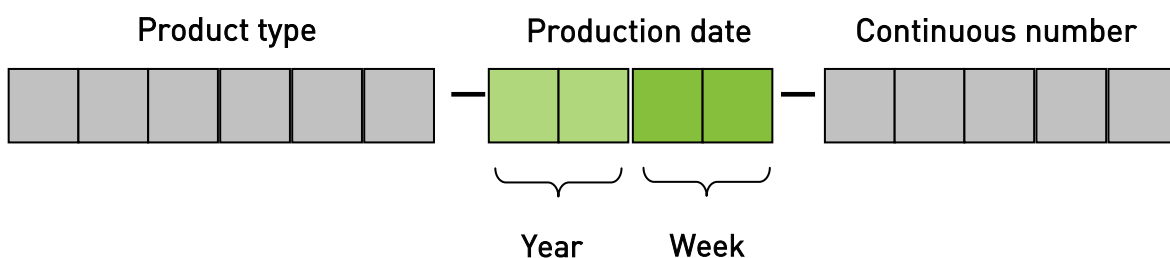 Product type
Production date
Continuous number
Year
Week